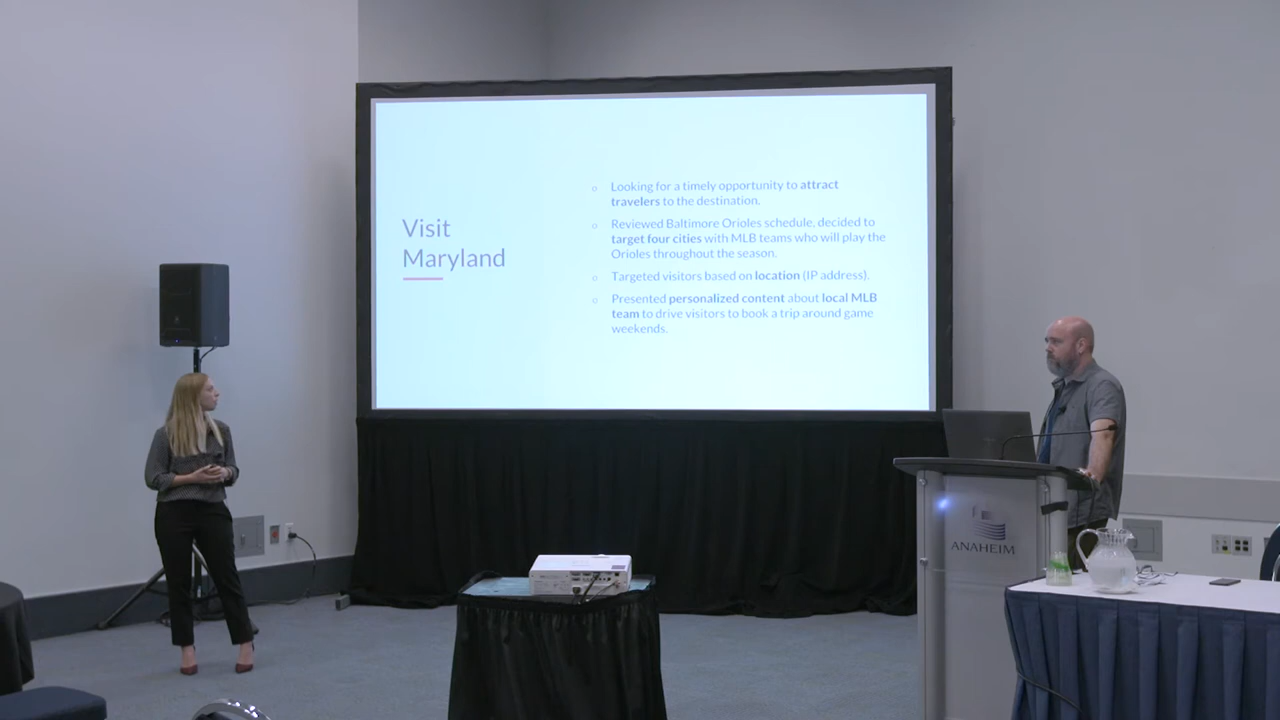 Visit
Maryland
Looking for a timely opportunity to attract
travelers to the destination.
Reviewed Baltimore Orioles schedule, decided to
target four cities with MLB teams who will play the
Orioles throughout the season.
Targeted visitors based on location (IP address).
Presented personalized content about local MLB
team to drive visitors to book a trip around game
weekends.
ANAHEIM